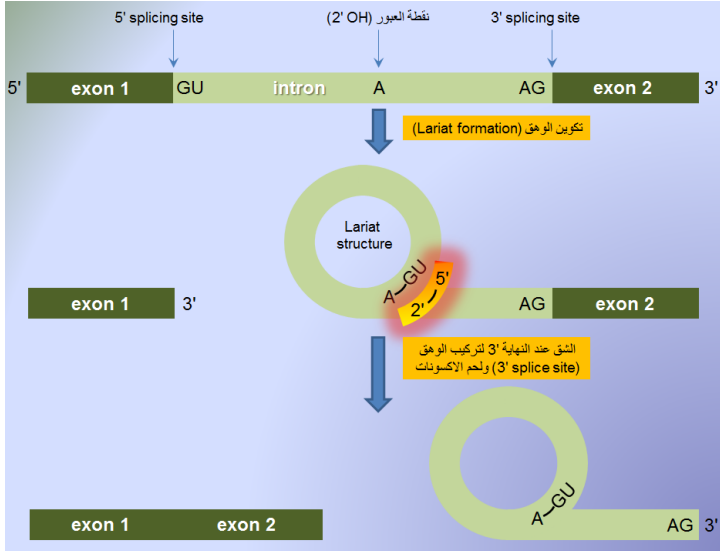 5' splicing site
نقطة العبور (2' OH)
3' splicing site
5' exon 1 GU intron A AG exon 2 3'
تكوين الوهق (Lariat formation)
Lariat
structure
A GU
2' 5'
exon 1 3'
AG exon 2
الشق عند النهاية 3' لتركيب الوهق
(3' splice site) ولحم الاكسونات
A GU
exon 1 exon 2
AG 3'